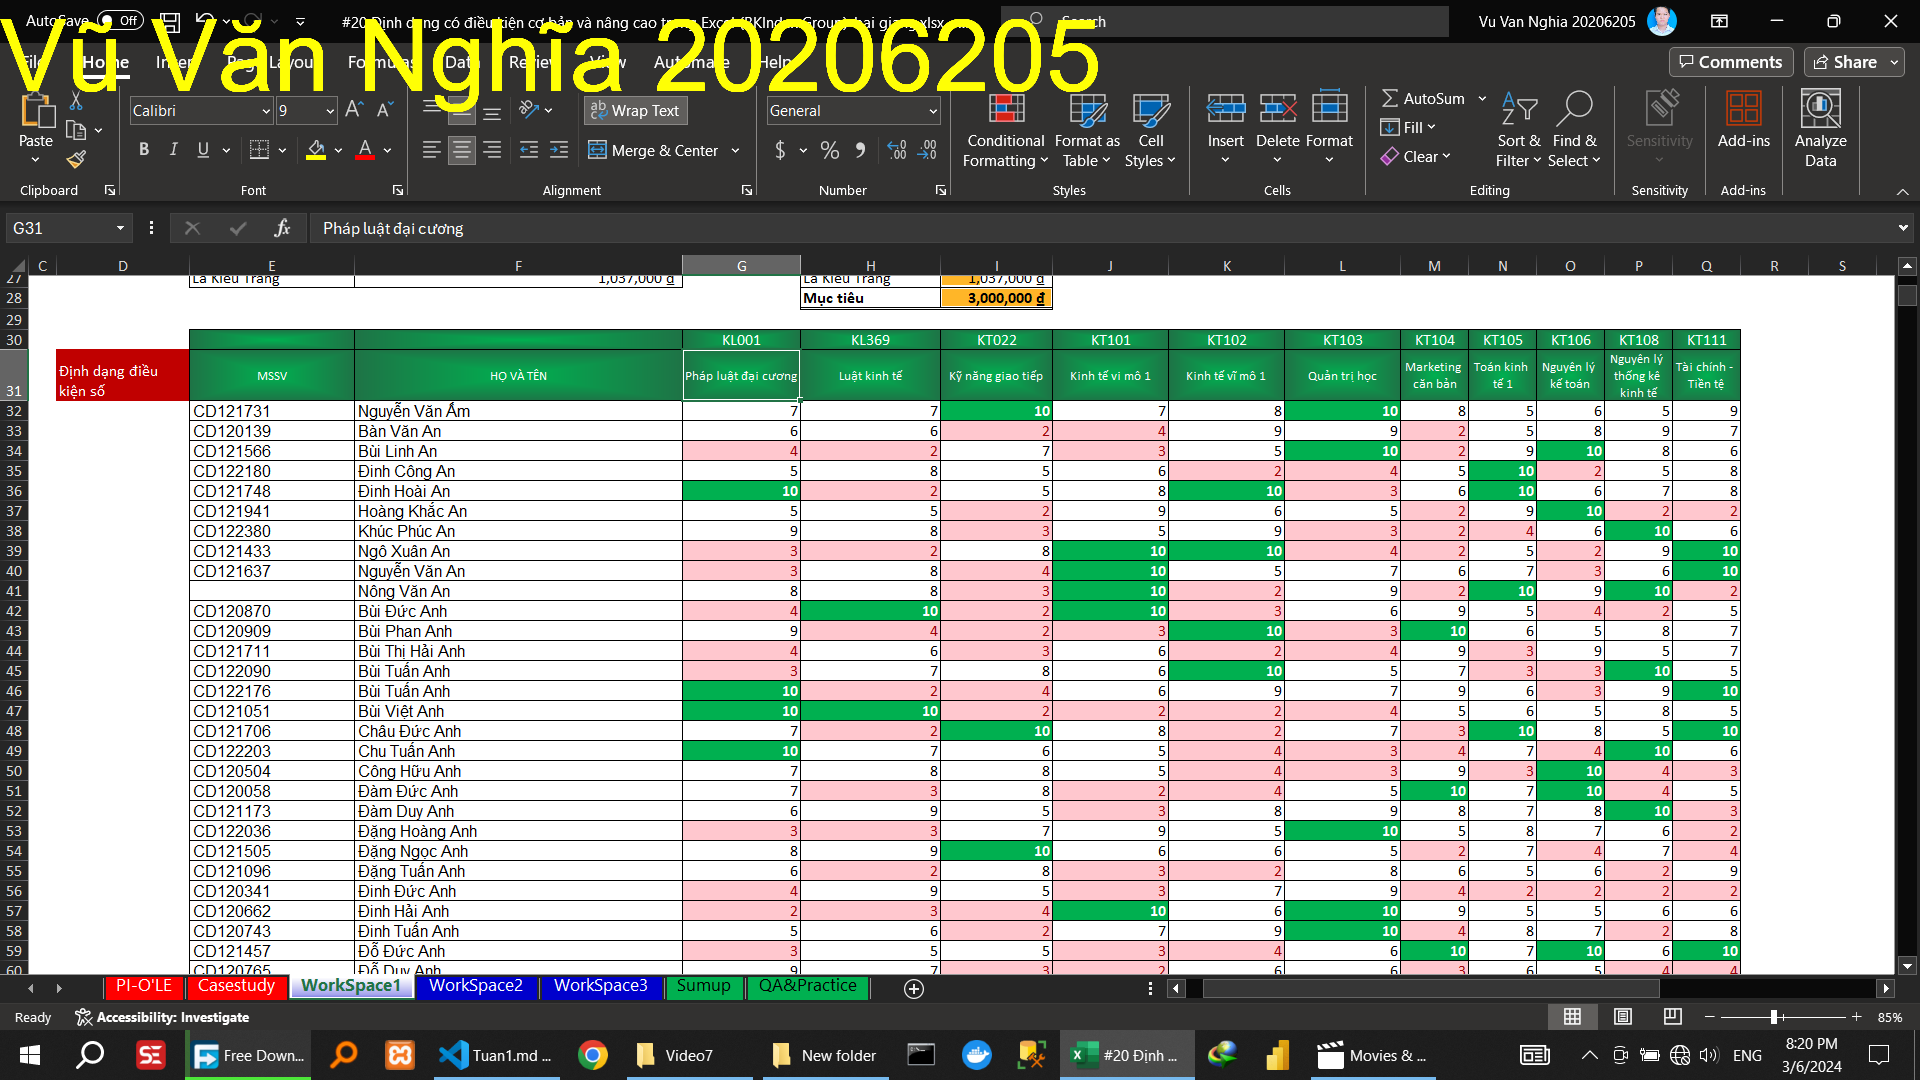 AutoSave Off #20 Định dạng có điều kiện cơ bản và nâng cao trong Excel Search Vu Van Nghia 20206205
Vũ Văn Nghĩa 20206205
Home Insert Page Layout Formulas Data Review View Automate Help Comments Share
Paste Calibri 9 Wrap Text General Conditional Formatting Format as Table Cell Styles Insert Delete Format AutoSum Fill Clear Sort & Filter Find & Select Sensitivity Add-ins Analyze Data
B I U Merge & Center $ %
Clipboard Font Alignment Number Styles Cells Editing Sensitivity Add-ins
G31 fx Pháp luật đại cương
C D E F G H I J K L M N O P Q R S
27 La Kiều Trang 1,037,000 ₫ La Kiều Trang 1,037,000 ₫
28 Mục tiêu 3,000,000 ₫
29
30 KL001 KL369 KT022 KT101 KT102 KT103 KT104 KT105 KT106 KT108 KT111
31 Định dạng điều kiện số MSSV HỌ VÀ TÊN Pháp luật đại cương Luật kinh tế Kỹ năng giao tiếp Kinh tế vi mô 1 Kinh tế vĩ mô 1 Quản trị học Marketing căn bản Toán kinh tế 1 Nguyên lý kế toán Nguyên lý thống kê kinh tế Tài chính - Tiền tệ
32 CD121731 Nguyễn Văn Ấm 7 7 10 7 8 10 8 5 6 5 9
33 CD120139 Bàn Văn An 6 6 2 4 9 9 2 5 8 9 7
34 CD121566 Bùi Linh An 4 2 7 3 5 10 2 9 10 8 6
35 CD122180 Đinh Công An 5 8 5 6 2 4 5 10 2 5 8
36 CD121748 Đinh Hoài An 10 2 5 8 10 3 6 10 6 7 8
37 CD121941 Hoàng Khắc An 5 5 2 9 6 5 2 9 10 2 2
38 CD122380 Khúc Phúc An 9 8 3 5 9 3 2 4 6 10 6
39 CD121433 Ngô Xuân An 3 2 8 10 10 4 2 5 2 9 10
40 CD121637 Nguyễn Văn An 3 8 4 10 5 7 6 7 3 6 10
41 Nông Văn An 8 8 3 10 2 9 2 10 9 10 2
42 CD120870 Bùi Đức Anh 4 10 2 10 3 6 9 5 4 2 5
43 CD120909 Bùi Phan Anh 9 4 2 3 10 3 10 6 5 8 7
44 CD121711 Bùi Thị Hải Anh 4 6 3 6 2 4 9 3 9 5 7
45 CD122090 Bùi Tuấn Anh 3 7 8 6 10 5 7 3 3 10 5
46 CD122176 Bùi Tuấn Anh 10 2 4 6 9 7 9 6 3 9 10
47 CD121051 Bùi Việt Anh 10 10 2 2 2 4 5 6 5 8 5
48 CD121706 Châu Đức Anh 7 2 10 8 2 7 3 10 8 5 10
49 CD122203 Chu Tuấn Anh 10 7 6 5 4 3 4 7 4 10 6
50 CD120504 Công Hữu Anh 7 8 8 5 4 3 9 3 10 4 3
51 CD120058 Đàm Đức Anh 7 3 8 2 4 5 10 7 10 4 5
52 CD121173 Đàm Duy Anh 6 9 5 3 8 9 8 7 8 10 3
53 CD122036 Đặng Hoàng Anh 3 3 7 9 5 10 5 8 7 6 2
54 CD121505 Đặng Ngọc Anh 8 9 10 6 6 5 2 7 4 7 4
55 CD121096 Đặng Tuấn Anh 6 2 8 3 2 8 6 5 6 2 9
56 CD120341 Đinh Đức Anh 4 9 5 3 7 9 4 2 2 2 2
57 CD120662 Đinh Hải Anh 2 3 4 10 6 10 9 5 5 6 6
58 CD120743 Đinh Tuấn Anh 5 6 2 7 9 10 4 8 7 2 8
59 CD121457 Đỗ Đức Anh 3 5 5 3 4 6 10 7 10 6 10
60 CD120765 Đỗ Duy Anh 9 7 3 2 6 6 3 6 5 4 4
PI-O'LE Casestudy WorkSpace1 WorkSpace2 WorkSpace3 Sumup QA&Practice
Ready Accessibility: Investigate 85%
Free Down... Tuan1.md ... Video7 New folder #20 Định ... Movies & ... ENG 8:20 PM
3/6/2024